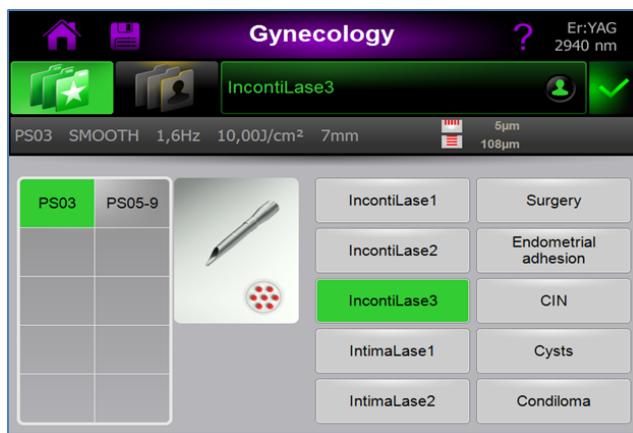 Gynecology
?
Er:YAG
2940 nm
IncontiLase3
PS03 SMOOTH 1,6Hz 10,00J/cm² 7mm
5µm
108µm
PS03 PS05-9
IncontiLase1 Surgery
IncontiLase2 Endometrial
adhesion
IncontiLase3 CIN
IntimaLase1 Cysts
IntimaLase2 Condiloma